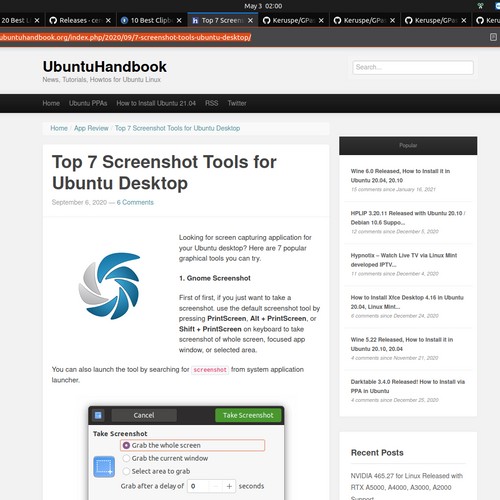 May 3 02:00
20 Best L
Releases · cer
10 Best Clipb
Top 7 Screens
Keruspe/GPas
Keruspe/GPas
Kerus
ubuntuhandbook.org/index.php/2020/09/7-screenshot-tools-ubuntu-desktop/
UbuntuHandbook
News, Tutorials, Howtos for Ubuntu Linux
Search...
Home Ubuntu PPAs How to Install Ubuntu 21.04 RSS Twitter
Home / App Review / Top 7 Screenshot Tools for Ubuntu Desktop
Top 7 Screenshot Tools for
Ubuntu Desktop
September 6, 2020 — 6 Comments
Looking for screen capturing application for
your Ubuntu desktop? Here are 7 popular
graphical tools you can try.
1. Gnome Screenshot
First of first, if you just want to take a
screenshot, use the default screenshot tool by
pressing PrintScreen, Alt + PrintScreen, or
Shift + PrintScreen on keyboard to take
screenshot of whole screen, focused app
window, or selected area.
You can also launch the tool by searching for screenshot from system application
launcher.
Cancel
Take Screenshot
Take Screenshot
Grab the whole screen
Grab the current window
Select area to grab
Grab after a delay of 0 - + seconds
Popular
Wine 6.0 Released, How to Install it in
Ubuntu 20.04, 20.10
15 comments since January 16, 2021
HPLIP 3.20.11 Released with Ubuntu 20.10 /
Debian 10.6 Suppo...
12 comments since December 5, 2020
Hypnotix – Watch Live TV via Linux Mint
developed IPTV...
11 comments since December 4, 2020
How to Install Xfce Desktop 4.16 in Ubuntu
20.04, Linux Mint...
6 comments since December 24, 2020
Wine 5.22 Released, How to Install it in
Ubuntu 20.10, 20.04
4 comments since November 21, 2020
Darktable 3.4.0 Released! How to Install via
PPA in Ubuntu
4 comments since December 25, 2020
Recent Posts
NVIDIA 465.27 for Linux Released with
RTX A5000, A4000, A3000, A2000
Support